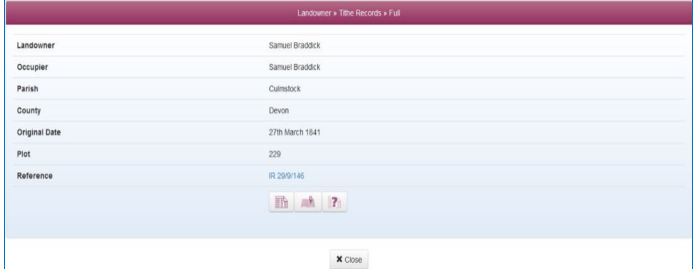 Landowner » Tithe Records » Full
Landowner Samuel Braddick
Occupier Samuel Braddick
Parish Culmstock
County Devon
Original Date 27th March 1841
Plot 229
Reference IR 29/9/146
?
✖ Close